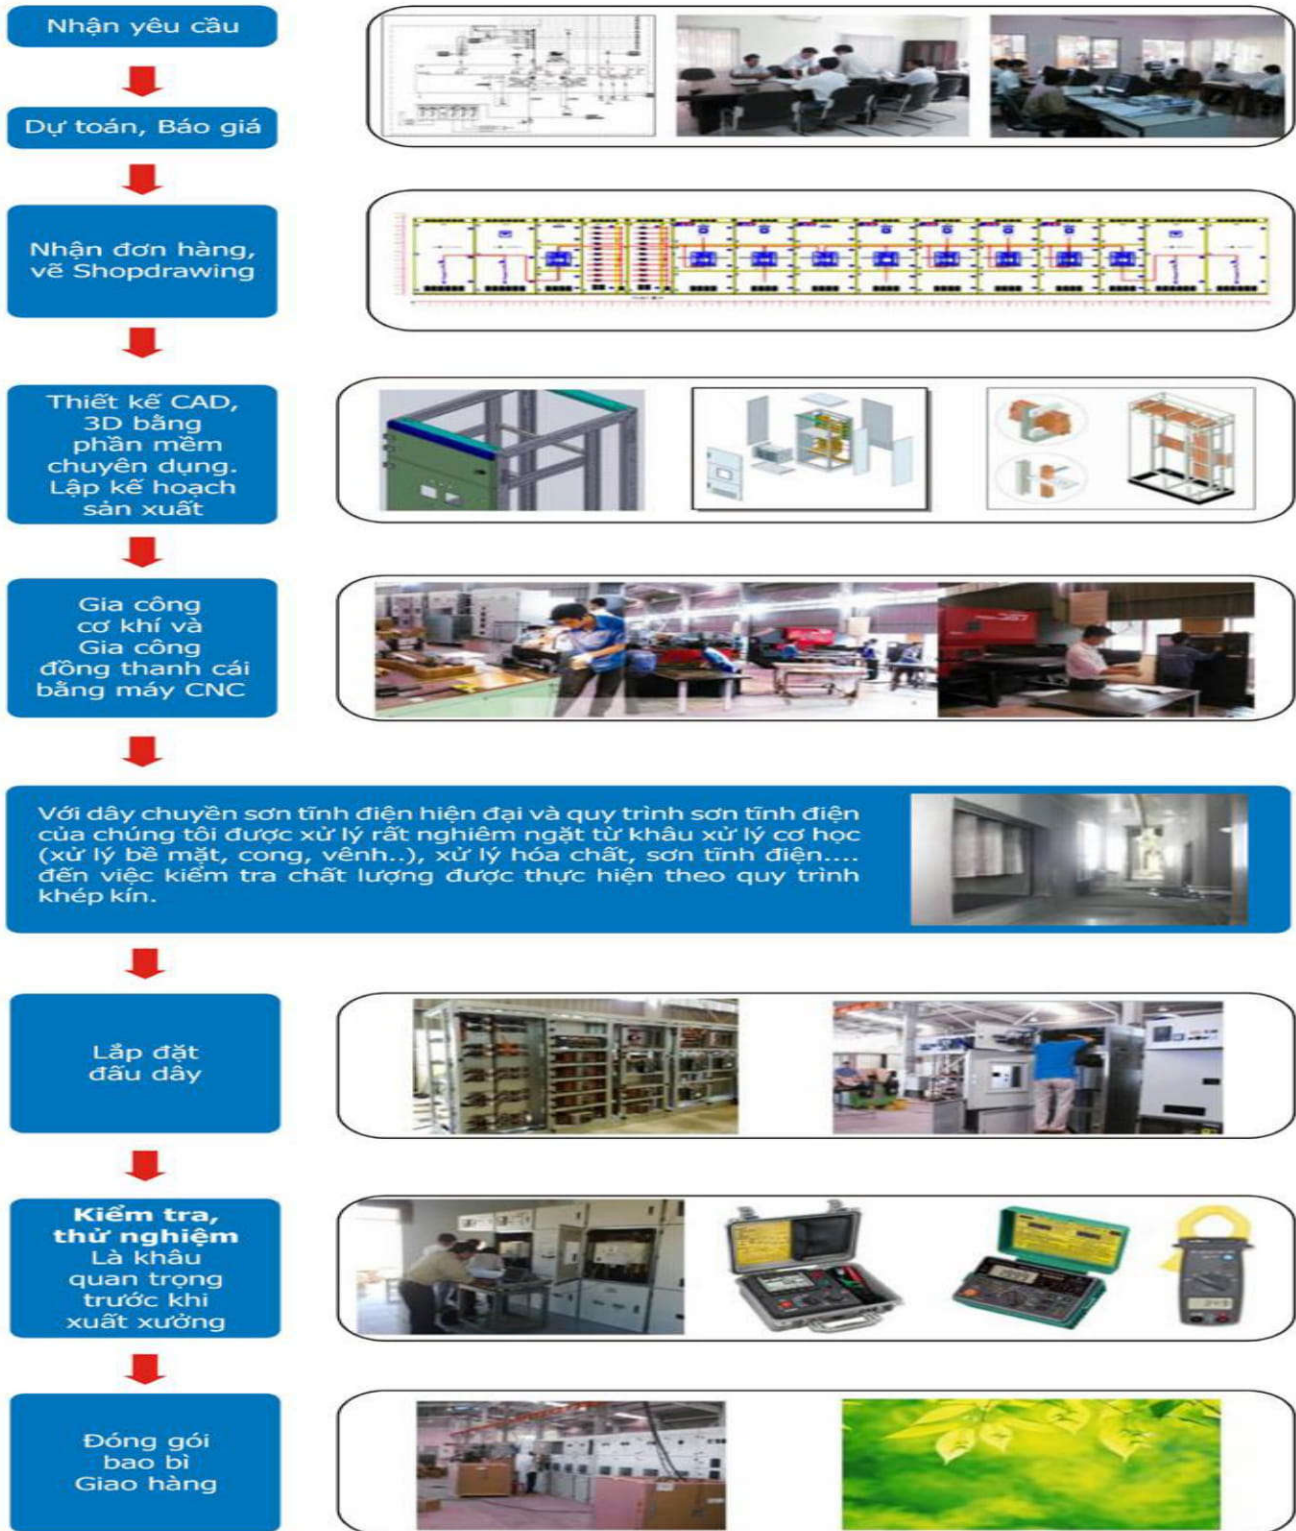 Nhận yêu cầu
Dự toán, Báo giá
Nhận đơn hàng,
vẽ Shopdrawing
Thiết kế CAD,
3D bằng
phần mềm
chuyên dụng.
Lập kế hoạch
sản xuất
Gia công
cơ khí và
Gia công
đồng thanh cái
bằng máy CNC
Với dây chuyền sơn tĩnh điện hiện đại và quy trình sơn tĩnh điện
của chúng tôi được xử lý rất nghiêm ngặt từ khâu xử lý cơ học
(xử lý bề mặt, cong, vênh..), xử lý hóa chất, sơn tĩnh điện....
đến việc kiểm tra chất lượng được thực hiện theo quy trình
khép kín.
Lắp đặt
đấu dây
Kiểm tra,
thử nghiệm
Là khâu
quan trọng
trước khi
xuất xưởng
Đóng gói
bao bì
Giao hàng